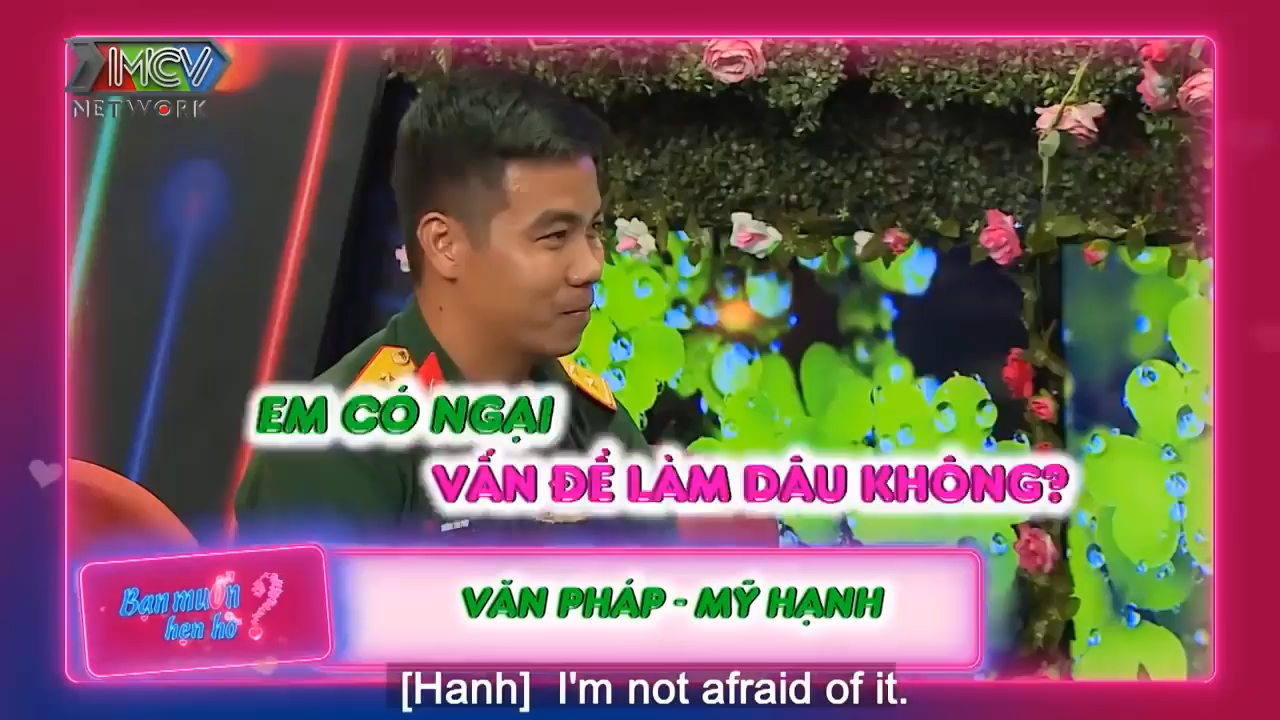 MCV
NETWORK
EM CÓ NGẠI
VẤN ĐỀ LÀM DÂU KHÔNG?
Bạn muốn
hẹn hò ?
VĂN PHÁP - MỸ HẠNH
[Hanh]  I'm not afraid of it.